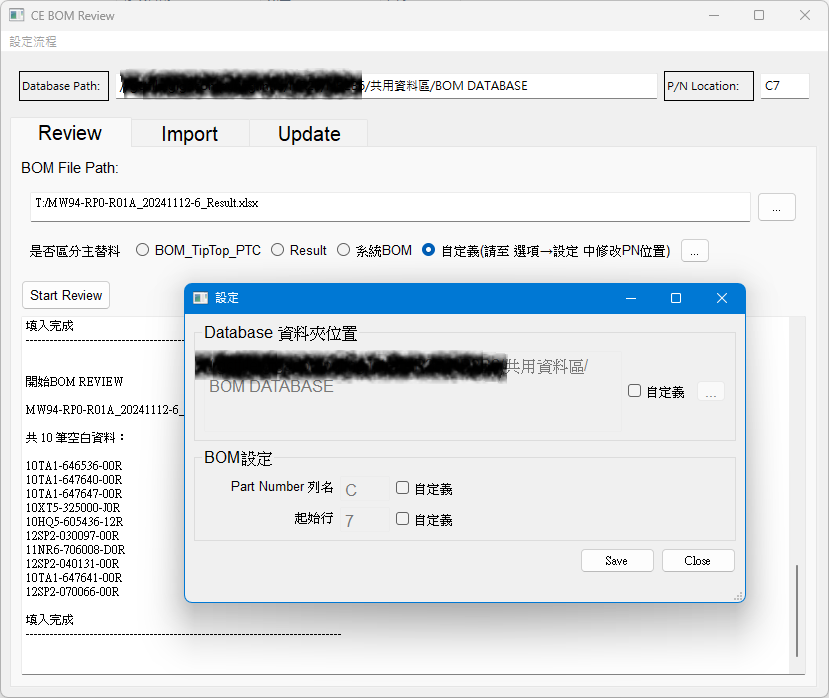 CE BOM Review
設定流程
Database Path:
/共用資料區/BOM DATABASE
P/N Location:
C7
Review
Import
Update
BOM File Path:
T:/MW94-RP0-R01A_20241112-6_Result.xlsx
...
是否區分主替料
BOM_TipTop_PTC
Result
系統BOM
自定義(請至 選項→設定 中修改PN位置)
...
Start Review
填入完成
--------------------------------------------------------------------------------
開始BOM REVIEW
MW94-RP0-R01A_20241112-6_
共 10 筆空白資料：
10TA1-646536-00R
10TA1-647640-00R
10TA1-647647-00R
10XT5-325000-J0R
10HQ5-605436-12R
12SP2-030097-00R
11NR6-706008-D0R
12SP2-040131-00R
10TA1-647641-00R
12SP2-070066-00R
填入完成
--------------------------------------------------------------------------------
設定
Database 資料夾位置
共用資料區/
BOM DATABASE
自定義
...
BOM設定
Part Number 列名
C
自定義
起始行
7
自定義
Save
Close